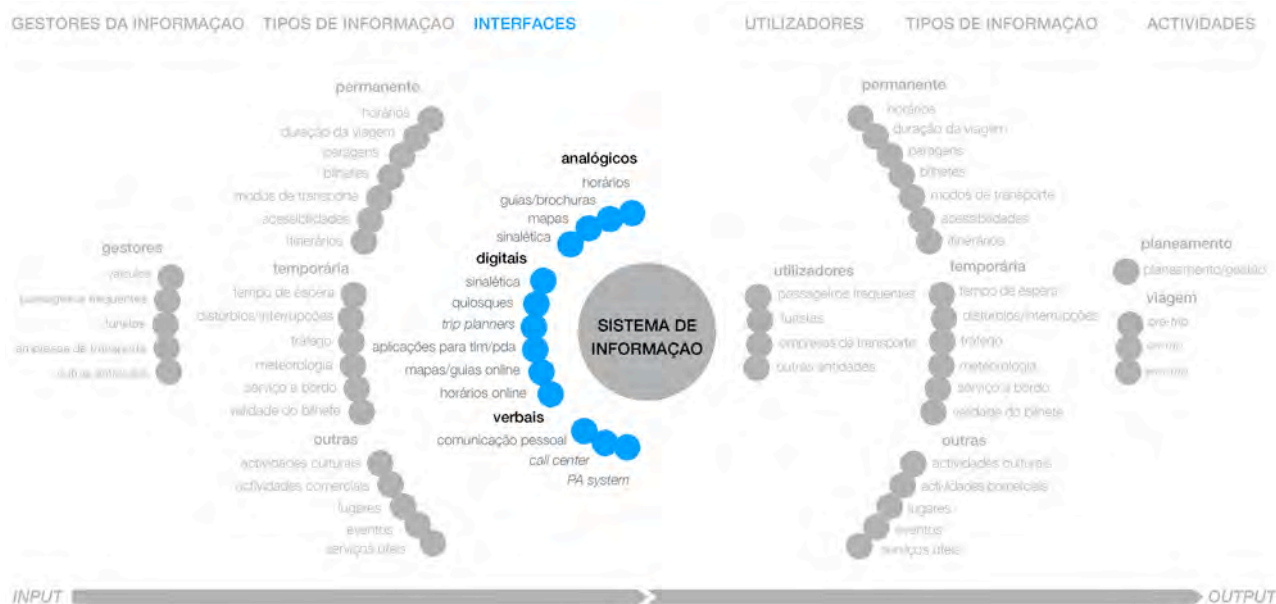 GESTORES DA INFORMAÇÃO
TIPOS DE INFORMAÇÃO
INTERFACES
UTILIZADORES
TIPOS DE INFORMAÇÃO
ACTIVIDADES
gestores
veículos
passageiros frequentes
turistas
empresas de transporte
outras entidades
permanente
horários
duração da viagem
paragens
bilhetes
modos de transporte
acessibilidades
itinerários
temporária
tempo de espera
distúrbios/interrupções
tráfego
meteorologia
serviço a bordo
validade do bilhete
outras
actividades culturais
actividades comerciais
lugares
eventos
serviços úteis
analógicos
horários
guias/brochuras
mapas
sinalética
digitais
sinalética
quiosques
trip planners
aplicações para tlm/pda
mapas/guias online
horários online
verbais
comunicação pessoal
call center
PA system
SISTEMA DE
INFORMAÇAO
utilizadores
passageiros frequentes
turistas
empresas de transporte
outras entidades
permanente
horários
duração da viagem
paragens
bilhetes
modos de transporte
acessibilidades
itinerários
temporária
tempo de espera
distúrbios/interrupções
tráfego
meteorologia
serviço a bordo
validade do bilhete
outras
actividades culturais
actividades comerciais
lugares
eventos
serviços úteis
planeamento
planeamento/gestão
viagem
pre-trip
INPUT
OUTPUT